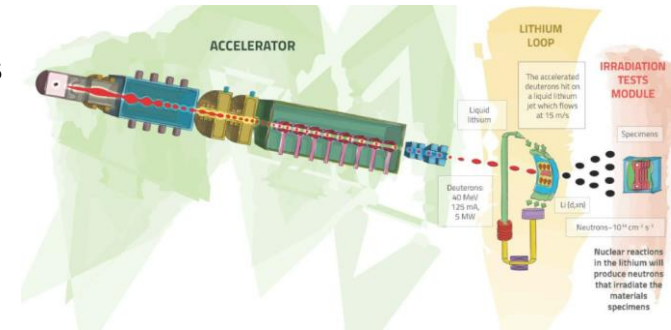 S
ACCELERATOR
LITHIUM
LOOP
The accelerated
deuterons hit on
a liquid lithium
jet which flows
at 15 m/s
IRRADIATION
TESTS
MODULE
Liquid
lithium
Specimens
Deuterons:
40 MeV
125 mA,
5 MW
Li (d,xn)
Neutrons~
Nuclear reactions
in the lithium will
produce neutrons
that irradiate the
materials
specimens